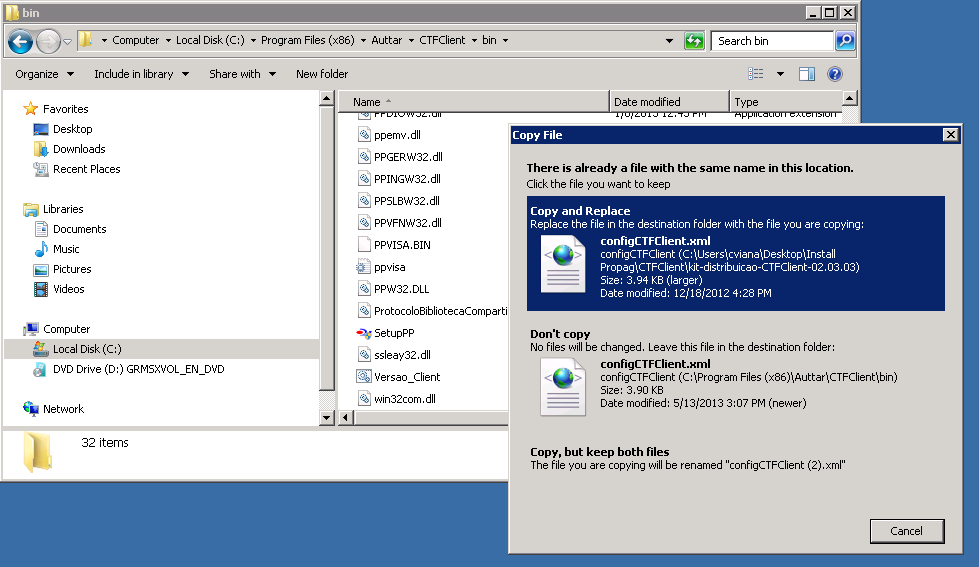 bin
Computer Local Disk (C:) Program Files (x86) Auttar CTFClient bin
Search bin
Organize Include in library Share with New folder
Favorites
Desktop
Downloads
Recent Places
Libraries
Documents
Music
Pictures
Videos
Computer
Local Disk (C:)
DVD Drive (D:) GRMSXVOL_EN_DVD
Network
Name Date modified Type
PPDIOW32.dll 1/8/2013 12:43 PM Application extension
ppemv.dll
PPGERW32.dll
PPINGW32.dll
PPSLBW32.dll
PPVFNW32.dll
PPVISA.BIN
ppvisa
PPW32.DLL
ProtocoloBibliotecaComparti
SetupPP
ssleay32.dll
Versao_Client
win32com.dll
32 items
Copy File
There is already a file with the same name in this location.
Click the file you want to keep
Copy and Replace
Replace the file in the destination folder with the file you are copying:
configCTFClient.xml
configCTFClient (C:\Users\cviana\Desktop\Install
Propag\CTFClient\kit-distribuicao-CTFClient-02.03.03)
Size: 3.94 KB (larger)
Date modified: 12/18/2012 4:28 PM
Don't copy
No files will be changed. Leave this file in the destination folder:
configCTFClient.xml
configCTFClient (C:\Program Files (x86)\Auttar\CTFClient\bin)
Size: 3.90 KB
Date modified: 5/13/2013 3:07 PM (newer)
Copy, but keep both files
The file you are copying will be renamed "configCTFClient (2).xml"
Cancel